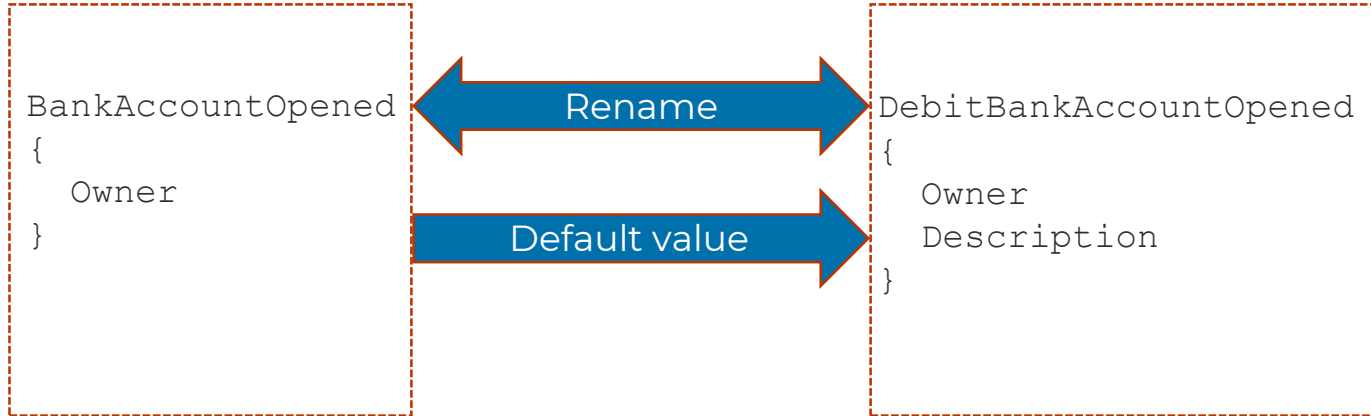 BankAccountOpened
{
  Owner
}
Rename
Default value
DebitBankAccountOpened
{
  Owner
  Description
}